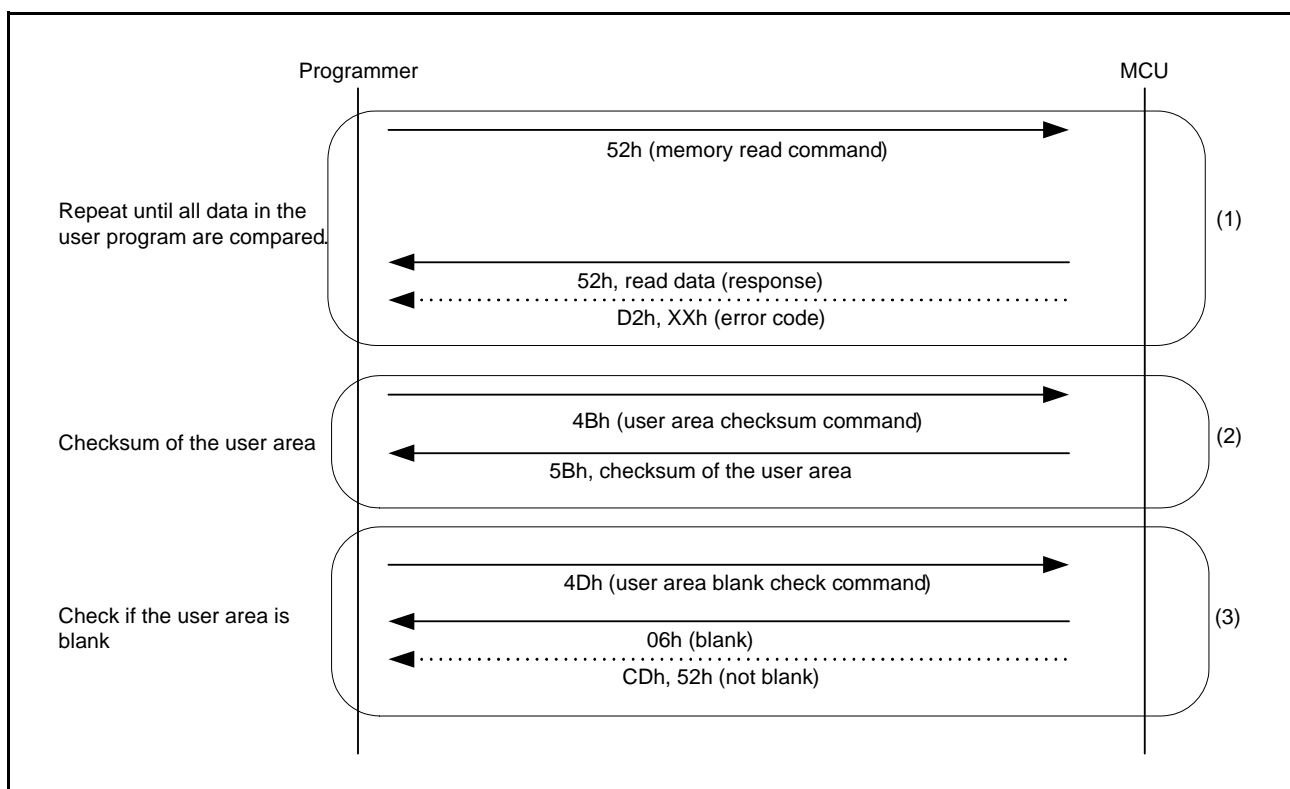 Programmer
MCU
52h (memory read command)
Repeat until all data in the
user program are compared.
(1)
52h, read data (response)
D2h, XXh (error code)
4Bh (user area checksum command)
Checksum of the user area
(2)
5Bh, checksum of the user area
4Dh (user area blank check command)
Check if the user area is
blank
(3)
06h (blank)
CDh, 52h (not blank)